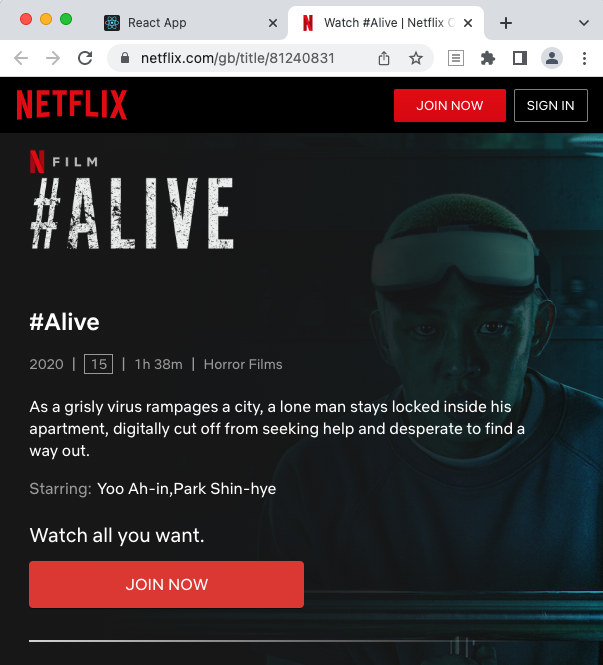 React App
Watch #Alive | Netflix O
netflix.com/gb/title/81240831
NETFLIX
JOIN NOW
SIGN IN
N FILM
#ALIVE
#Alive
2020 | 15 | 1h 38m | Horror Films
As a grisly virus rampages a city, a lone man stays locked inside his
apartment, digitally cut off from seeking help and desperate to find a
way out.
Starring: Yoo Ah-in,Park Shin-hye
Watch all you want.
JOIN NOW